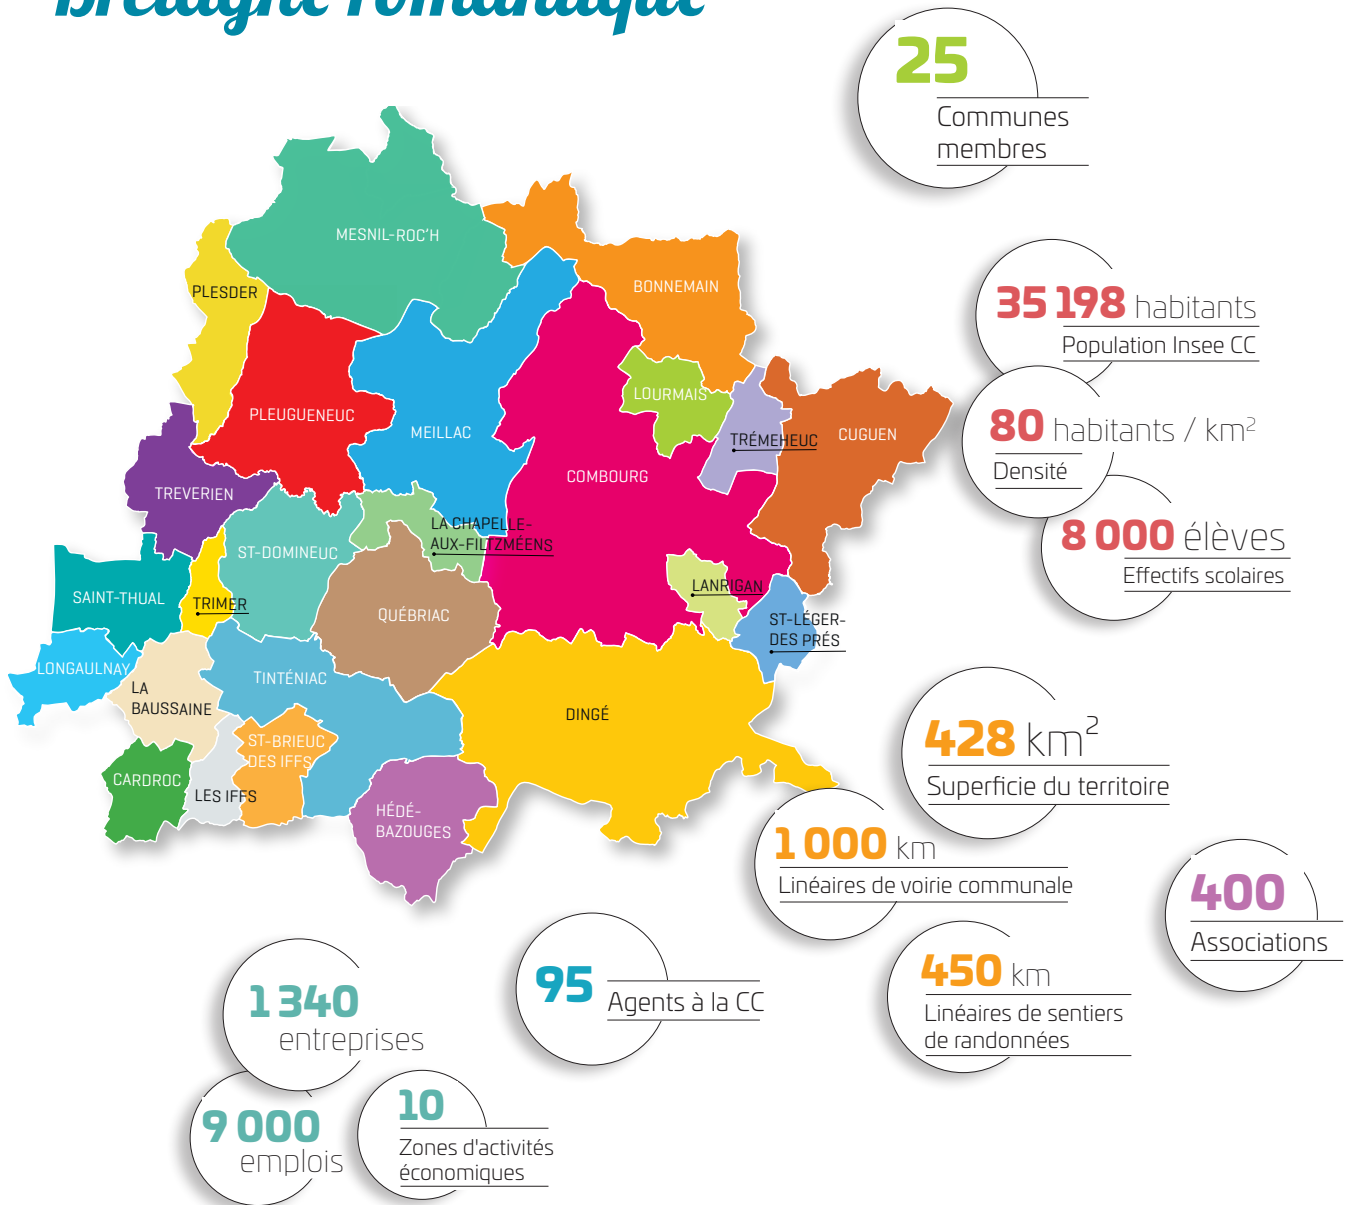 Bretagne romantique
25
Communes
membres
MESNIL-ROC'H
PLESDER
BONNEMAIN
35 198 habitants
Population Insee CC
LOURMAIS
PLEUGUENEUC
MEILLAC
TRÉMEHEUC
CUGUEN
80 habitants / km²
Densité
COMBOURG
TREVERIEN
LA CHAPELLE-
AUX-FILTZMÉENS
ST-DOMINEUC
8 000 élèves
Effectifs scolaires
SAINT-THUAL
TRIMER
QUÉBRIAC
LANRIGAN
ST-LÉGER-
DES PRÉS
LONGAULNAY
TINTÉNIAC
LA
BAUSSAINE
DINGÉ
ST-BRIEUC
DES IFFS
428 km²
Superficie du territoire
CARDROC
LES IFFS
HÉDÉ-
BAZOUGES
1 000 km
Linéaires de voirie communale
400
Associations
95
Agents à la CC
450 km
Linéaires de sentiers
de randonnées
1 340
entreprises
9 000
emplois
10
Zones d'activités
économiques